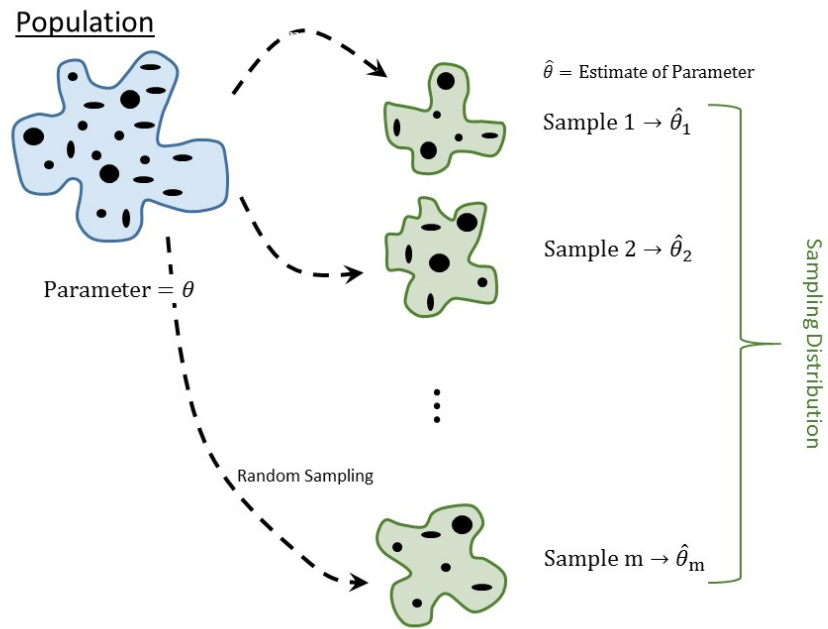 Population
Parameter = θ
Random Sampling
θ̂ = Estimate of Parameter
Sample 1 → θ̂₁
Sample 2 → θ̂₂
⋮
Sample m → θ̂ₘ
Sampling Distribution